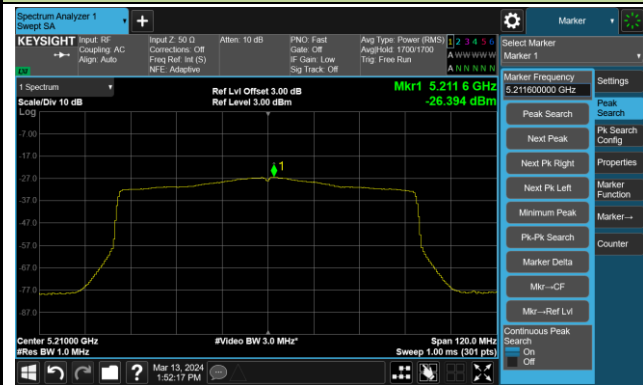 Spectrum Analyzer 1
Swept SA
Marker
KEYSIGHT
Input: RF
Coupling: AC
Align: Auto
Input Z: 50 Ω
Corrections: Off
Freq Ref: Int (S)
NFE: Adaptive
Atten: 10 dB
PNO: Fast
Gate: Off
IF Gain: Low
Sig Track: Off
Avg Type: Power (RMS)
Avg|Hold: 1700/1700
Trig: Free Run
1 2 3 4 5 6
A W W W W W
A N N N N N
LXI
Select Marker
Marker 1
1 Spectrum
Scale/Div 10 dB
Ref Lvl Offset 3.00 dB
Ref Level 3.00 dBm
Mkr1 5.211 6 GHz
-26.394 dBm
Log
-7.00
-17.0
-27.0
-37.0
-47.0
-57.0
-67.0
-77.0
-87.0
1
Center 5.21000 GHz
#Res BW 1.0 MHz
#Video BW 3.0 MHz*
Span 120.0 MHz
Sweep 1.00 ms (301 pts)
Marker Frequency
5.211600000 GHz
Peak Search
Next Peak
Next Pk Right
Next Pk Left
Minimum Peak
Pk-Pk Search
Marker Delta
Mkr→CF
Mkr→Ref Lvl
Continuous Peak
Search
On
Off
Settings
Peak
Search
Pk Search
Config
Properties
Marker
Function
Marker→
Counter
Mar 13, 2024
1:52:17 PM